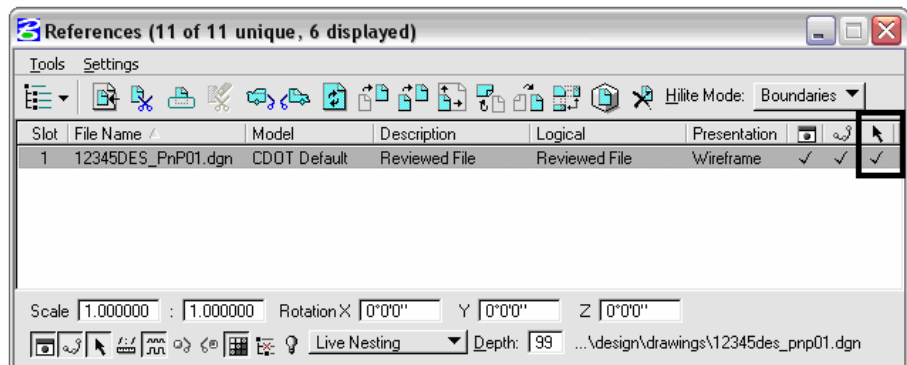 References (11 of 11 unique, 6 displayed)
Tools Settings
Hilite Mode: Boundaries
Slot File Name Model Description Logical Presentation
1 12345DES_PnP01.dgn CDOT Default Reviewed File Reviewed File Wireframe
Scale 1.000000 : 1.000000 Rotation X 0°0'0" Y 0°0'0" Z 0°0'0"
Live Nesting Depth: 99 ...\design\drawings\12345des_pnp01.dgn